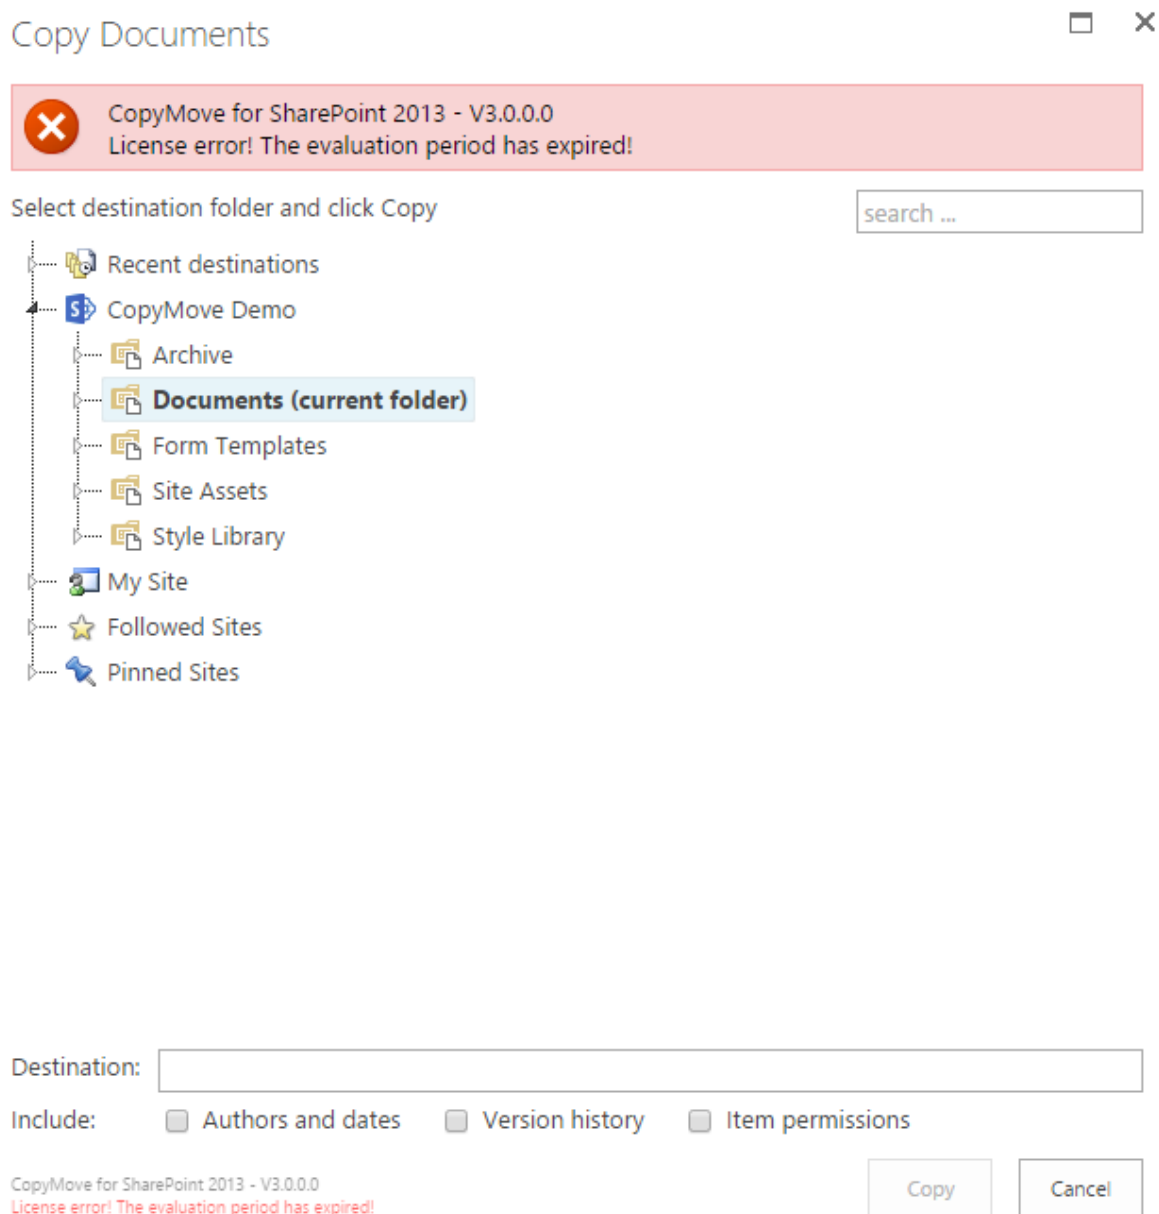 Copy Documents
CopyMove for SharePoint 2013 - V3.0.0.0
License error! The evaluation period has expired!
Select destination folder and click Copy
search ...
Recent destinations
CopyMove Demo
Archive
Documents (current folder)
Form Templates
Site Assets
Style Library
My Site
Followed Sites
Pinned Sites
Destination:
Include: Authors and dates Version history Item permissions
CopyMove for SharePoint 2013 - V3.0.0.0
License error! The evaluation period has expired!
Copy Cancel